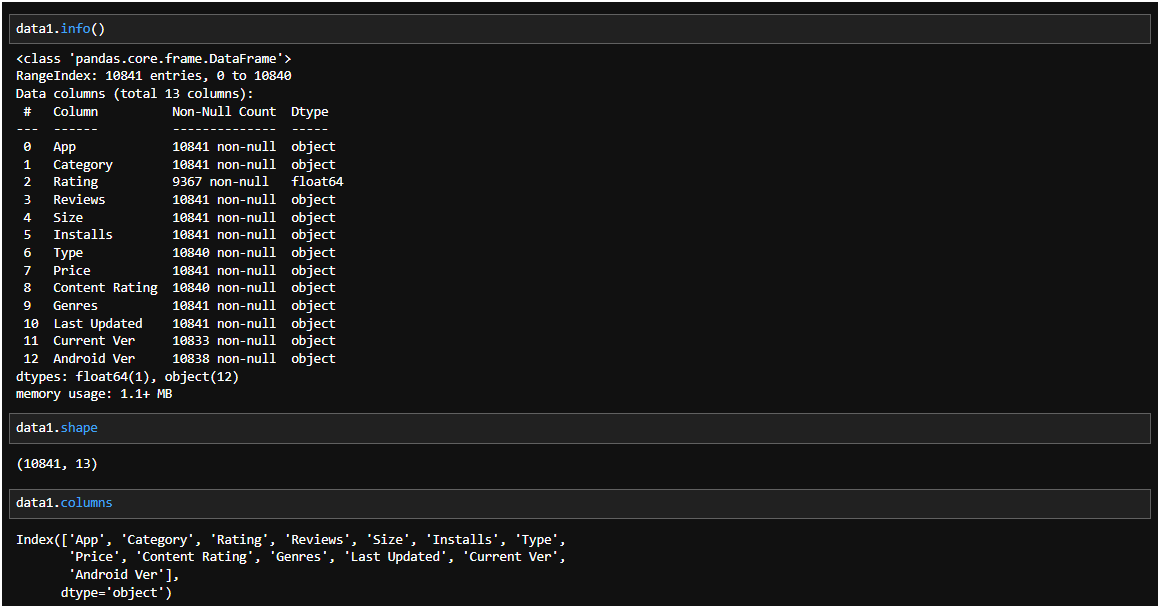 data1.info()
<class 'pandas.core.frame.DataFrame'>
RangeIndex: 10841 entries, 0 to 10840
Data columns (total 13 columns):
 #   Column          Non-Null Count  Dtype
---  ------          --------------  -----
 0   App             10841 non-null  object
 1   Category        10841 non-null  object
 2   Rating          9367 non-null   float64
 3   Reviews         10841 non-null  object
 4   Size            10841 non-null  object
 5   Installs        10841 non-null  object
 6   Type            10840 non-null  object
 7   Price           10841 non-null  object
 8   Content Rating  10840 non-null  object
 9   Genres          10841 non-null  object
 10  Last Updated    10841 non-null  object
 11  Current Ver     10833 non-null  object
 12  Android Ver     10838 non-null  object
dtypes: float64(1), object(12)
memory usage: 1.1+ MB
data1.shape
(10841, 13)
data1.columns
Index(['App', 'Category', 'Rating', 'Reviews', 'Size', 'Installs', 'Type',
       'Price', 'Content Rating', 'Genres', 'Last Updated', 'Current Ver',
       'Android Ver'],
      dtype='object')